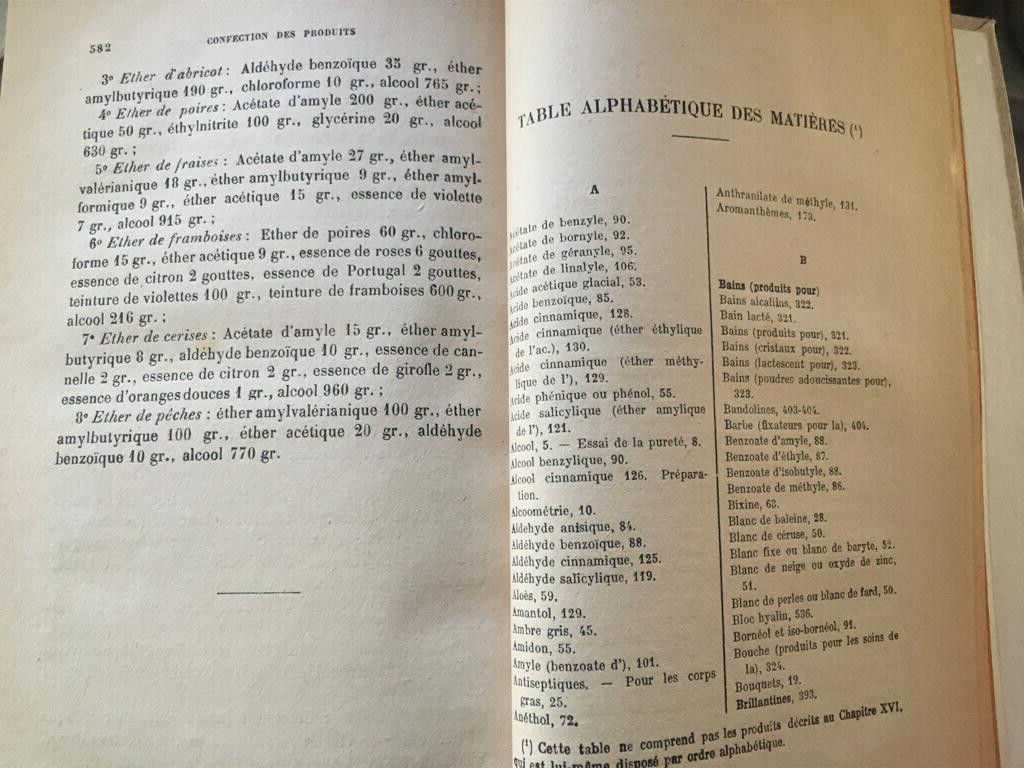 582
CONFECTION DES PRODUITS
3º Ether d'abricot : Aldéhyde benzoïque 35 gr., éther
amylbutyrique 190 gr., chloroforme 10 gr., alcool 765 gr.;
4º Ether de poires : Acétate d'amyle 200 gr., éther acé-
tique 50 gr., éthylnitrite 100 gr., glycérine 20 gr., alcool
630 gr. ;
5º Ether de fraises : Acétate d'amyle 27 gr., éther amyl-
valérianique 18 gr., éther amylbutyrique 9 gr., éther amyl-
formique 9 gr., éther acétique 15 gr., essence de violette
7 gr., alcool 915 gr. ;
6º Ether de framboises : Ether de poires 60 gr., chloro-
forme 15 gr., éther acétique 9 gr., essence de roses 6 gouttes,
essence de citron 2 gouttes, essence de Portugal 2 gouttes,
teinture de violettes 100 gr., teinture de framboises 600 gr.,
alcool 216 gr. ;
7º Ether de cerises : Acétate d'amyle 15 gr., éther amyl-
butyrique 8 gr., aldéhyde benzoïque 10 gr., essence de can-
nelle 2 gr., essence de citron 2 gr., essence de girofle 2 gr.,
essence d'oranges douces 1 gr., alcool 960 gr. ;
8º Ether de pêches : éther amylvalérianique 100 gr., éther
amylbutyrique 100 gr., éther acétique 20 gr., aldéhyde
benzoïque 10 gr., alcool 770 gr.
TABLE ALPHABÉTIQUE DES MATIÈRES (¹)
A
Acétate de benzyle, 90.
Acétate de bornyle, 92.
Acétate de géranyle, 95.
Acétate de linalyle, 106.
Acide acétique glacial, 53.
Acide benzoïque, 85.
Acide cinnamique, 128.
Acide cinnamique (éther éthylique
de l'ac.), 130.
Acide cinnamique (éther méthy-
lique de l'), 129.
Acide phénique ou phénol, 55.
Acide salicylique (éther amylique
de l'), 121.
Alcool, 5. — Essai de la pureté, 8.
Alcool benzylique, 90.
Alcool cinnamique 126. Prépara-
tion.
Alcoométrie, 10.
Aldéhyde anisique, 84.
Aldéhyde benzoïque, 88.
Aldéhyde cinnamique, 125.
Aldéhyde salicylique, 119.
Aloès, 59.
Amantol, 129.
Ambre gris, 45.
Amidon, 55.
Amyle (benzoate d'), 101.
Antiseptiques. — Pour les corps
gras, 25.
Anéthol, 72.
Anthranilate de méthyle, 131.
Aromanthèmes, 173.
B
Bains (produits pour)
Bains alcalins, 322.
Bain lacté, 321.
Bains (produits pour), 321.
Bains (cristaux pour), 322.
Bains (lactescent pour), 323.
Bains (poudres adoucissantes pour),
323.
Bandolines, 403-404.
Barbe (fixateurs pour la), 404.
Benzoate d'amyle, 88.
Benzoate d'éthyle, 87.
Benzoate d'isobutyle, 88.
Benzoate de méthyle, 86.
Bixine, 63.
Blanc de baleine, 28.
Blanc de céruse, 50.
Blanc fixe ou blanc de baryte, 52.
Blanc de neige ou oxyde de zinc,
51.
Blanc de perles ou blanc de fard, 50.
Bloc hyalin, 536.
Bornéol et iso-bornéol, 91.
Bouche (produits pour les soins de
la), 324.
Bouquets, 19.
Brillantines, 393.
(¹) Cette table ne comprend pas les produits décrits au Chapitre XVI,
qui est lui-même disposé par ordre alphabétique.